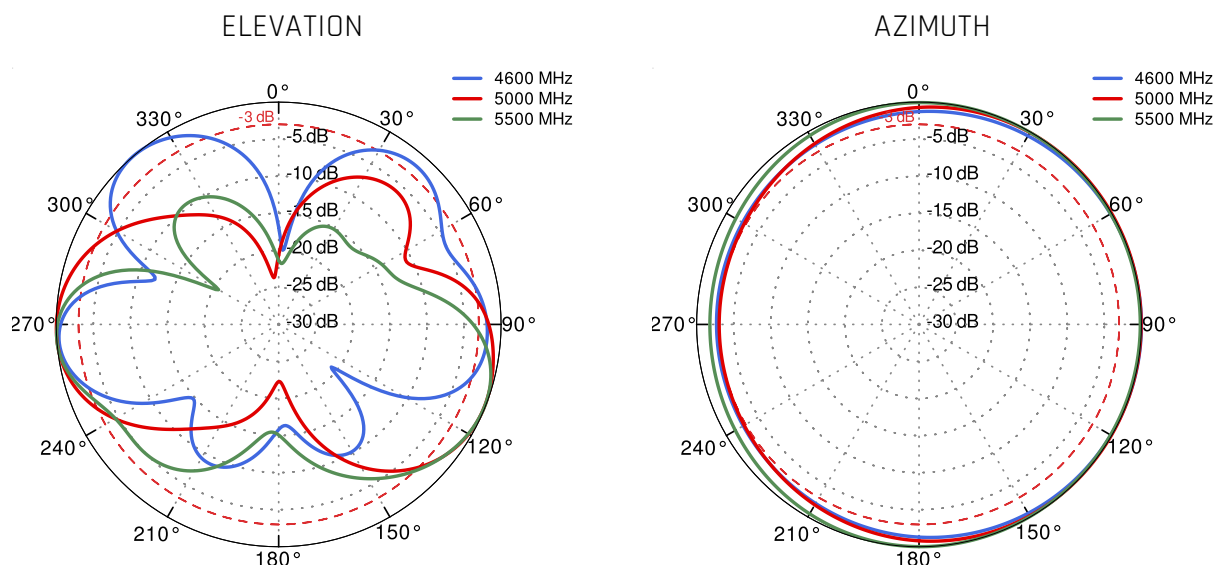 ELEVATION
4600 MHz
5000 MHz
5500 MHz
0°
30°
60°
90°
120°
150°
180°
210°
240°
270°
300°
330°
-3 dB
-5 dB
-10 dB
-15 dB
-20 dB
-25 dB
-30 dB
AZIMUTH
4600 MHz
5000 MHz
5500 MHz
0°
30°
60°
90°
120°
150°
180°
210°
240°
270°
300°
330°
3 dB
-5 dB
-10 dB
-15 dB
-20 dB
-25 dB
-30 dB